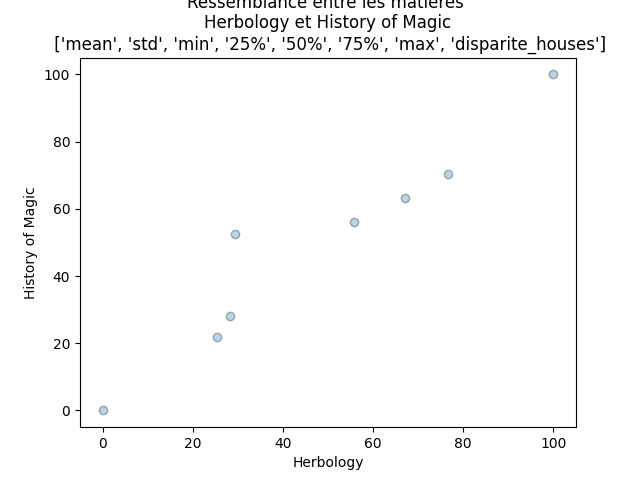 Ressemblance entre les matières
Herbology et History of Magic
['mean', 'std', 'min', '25%', '50%', '75%', 'max', 'disparite_houses']
100
80
60
40
20
0
History of Magic
0 20 40 60 80 100
Herbology